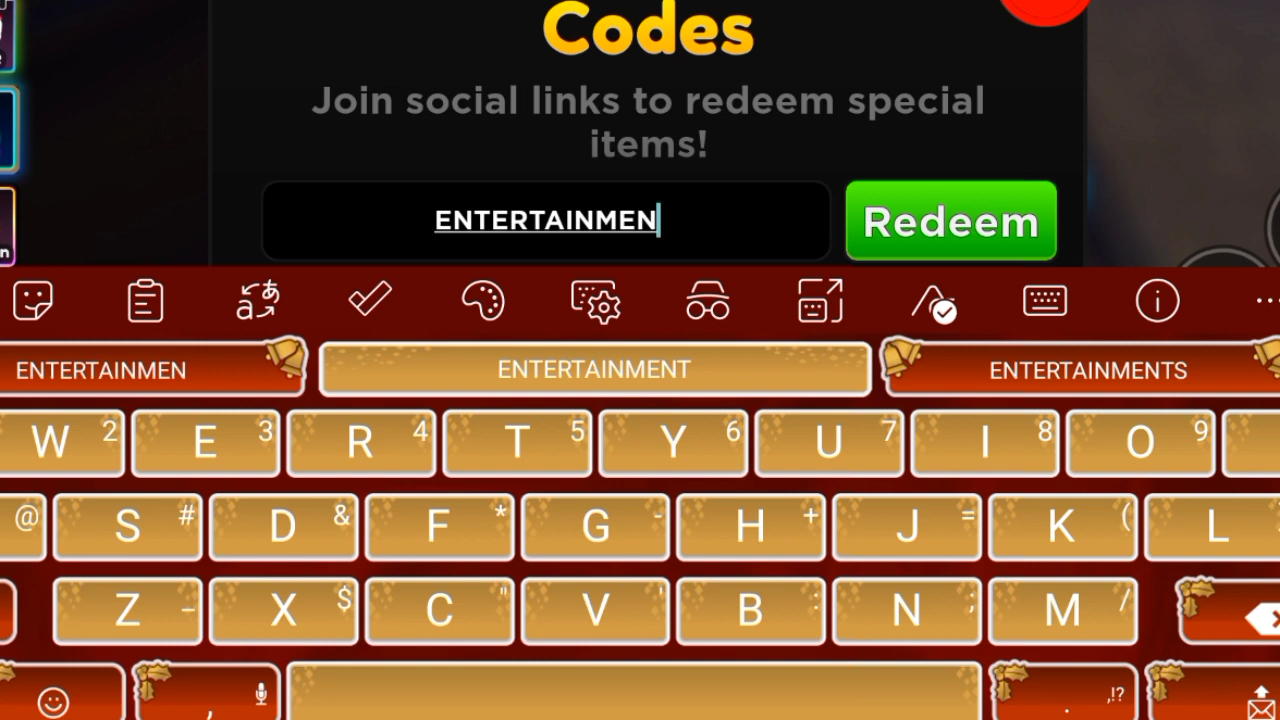 Codes
Join social links to redeem special
items!
ENTERTAINMEN
Redeem
n
ENTERTAINMEN ENTERTAINMENT ENTERTAINMENTS
W 2 E 3 R 4 T 5 Y 6 U 7 I 8 O 9
@ S # D & F * G - H + J = K ( L
Z _ X $ C " V ' B : N ; M /
, . ,!?